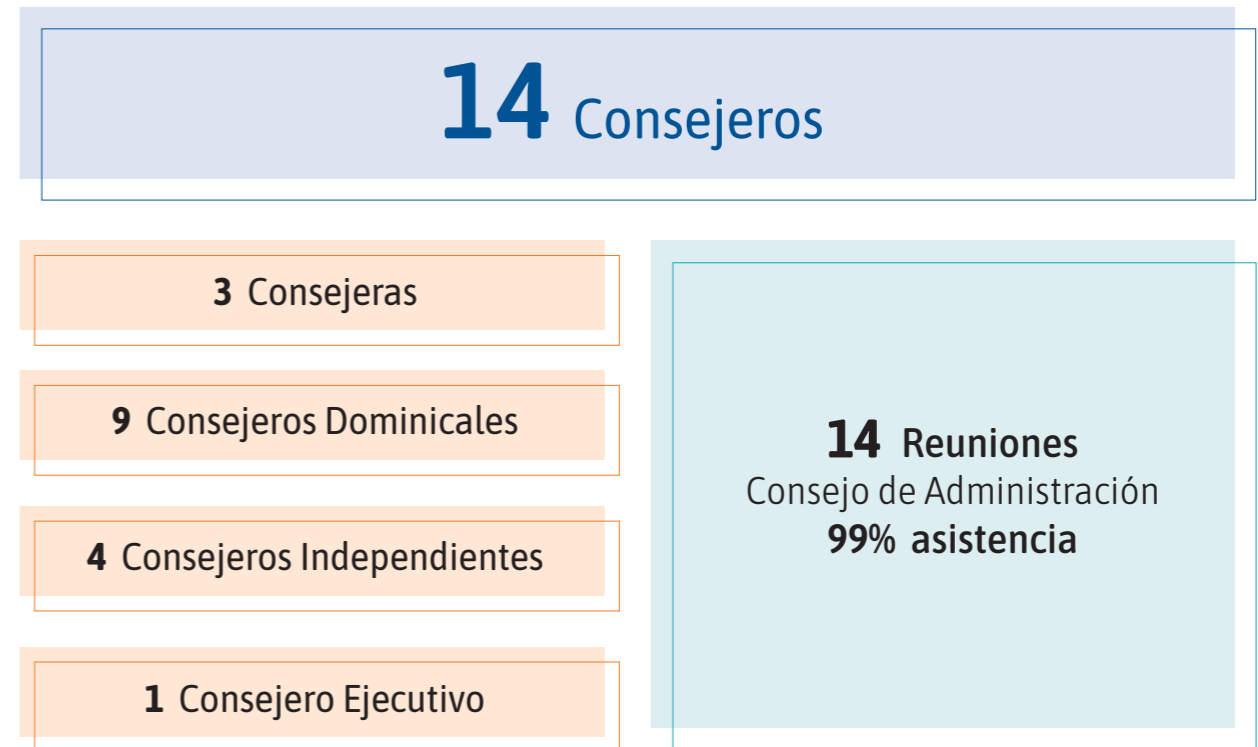 14 Consejeros
3 Consejeras
9 Consejeros Dominicales
4 Consejeros Independientes
1 Consejero Ejecutivo
14 Reuniones
Consejo de Administración
99% asistencia